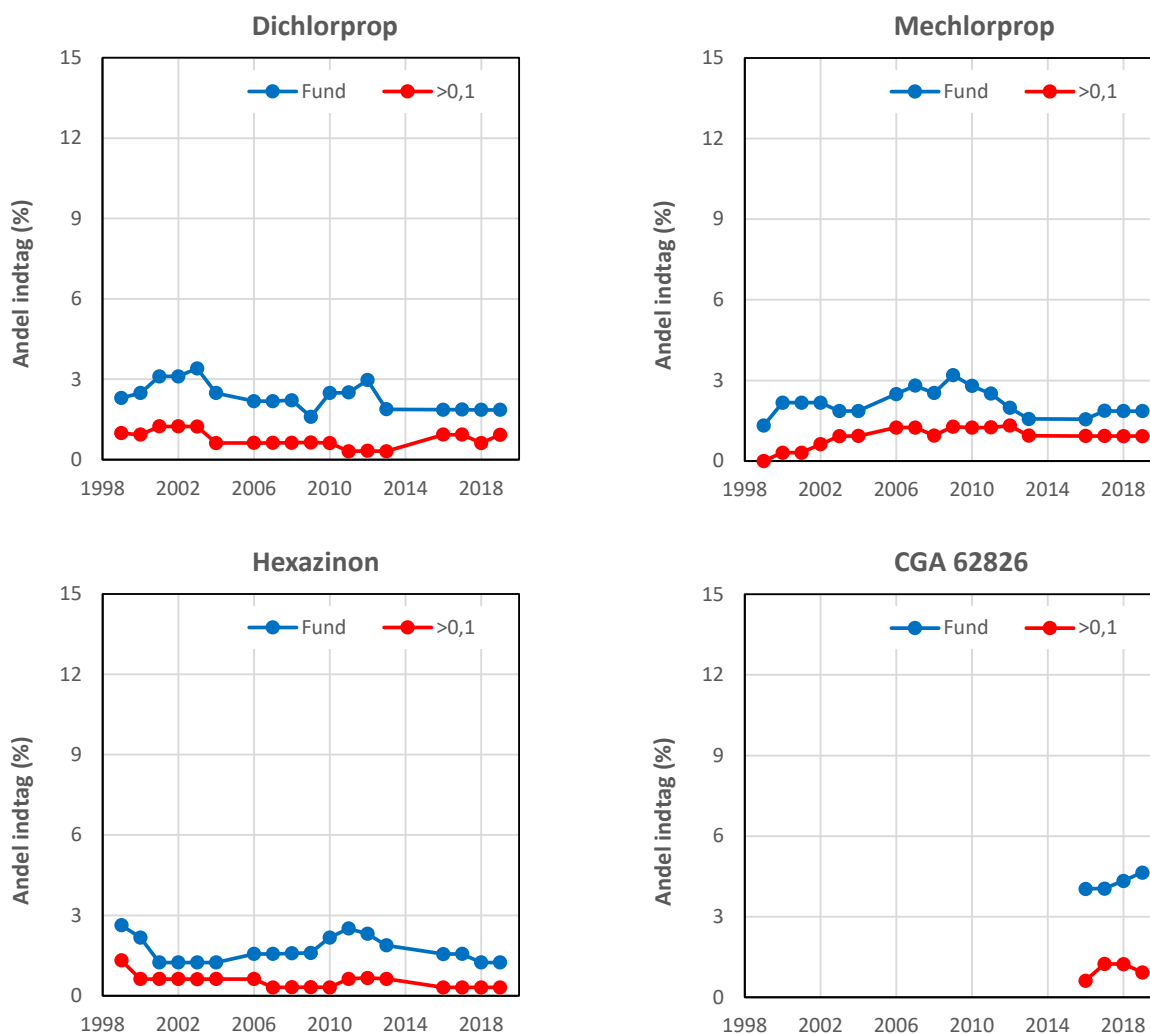 Dichlorprop
Fund >0,1
Andel indtag (%)
15
12
9
6
3
0
1998 2002 2006 2010 2014 2018
Mechlorprop
Fund >0,1
Andel indtag (%)
15
12
9
6
3
0
1998 2002 2006 2010 2014 2018
Hexazinon
Fund >0,1
Andel indtag (%)
15
12
9
6
3
0
1998 2002 2006 2010 2014 2018
CGA 62826
Fund >0,1
Andel indtag (%)
15
12
9
6
3
0
1998 2002 2006 2010 2014 2018